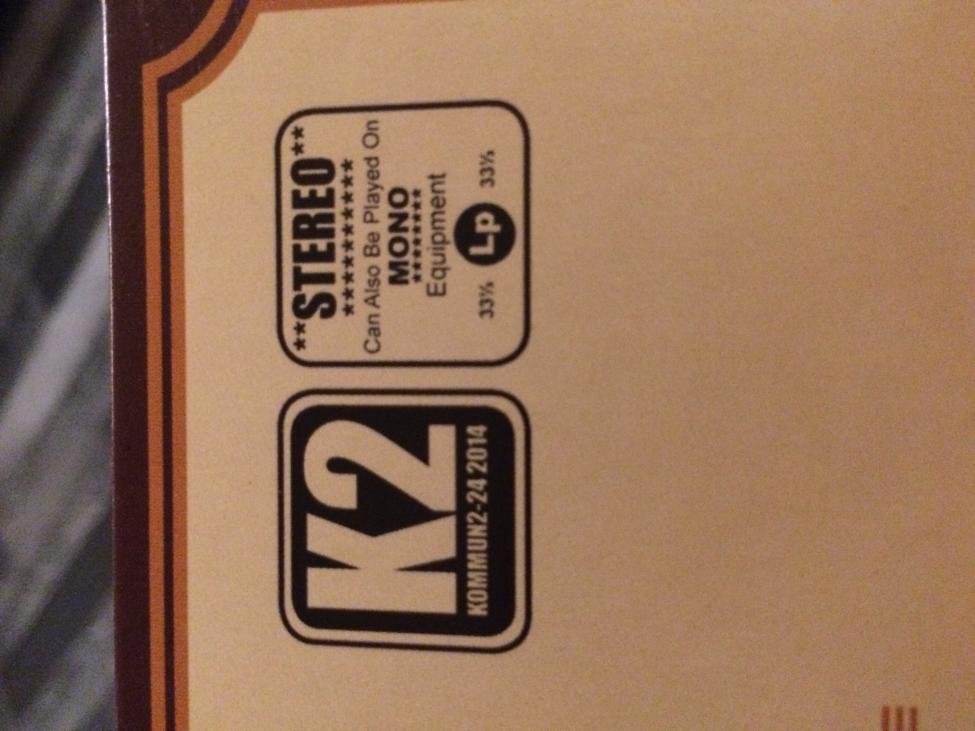 K2
KOMMUN2-24 2014
★★STEREO★★
Can Also Be Played On
MONO
Equipment
33⅓ Lp 33⅓